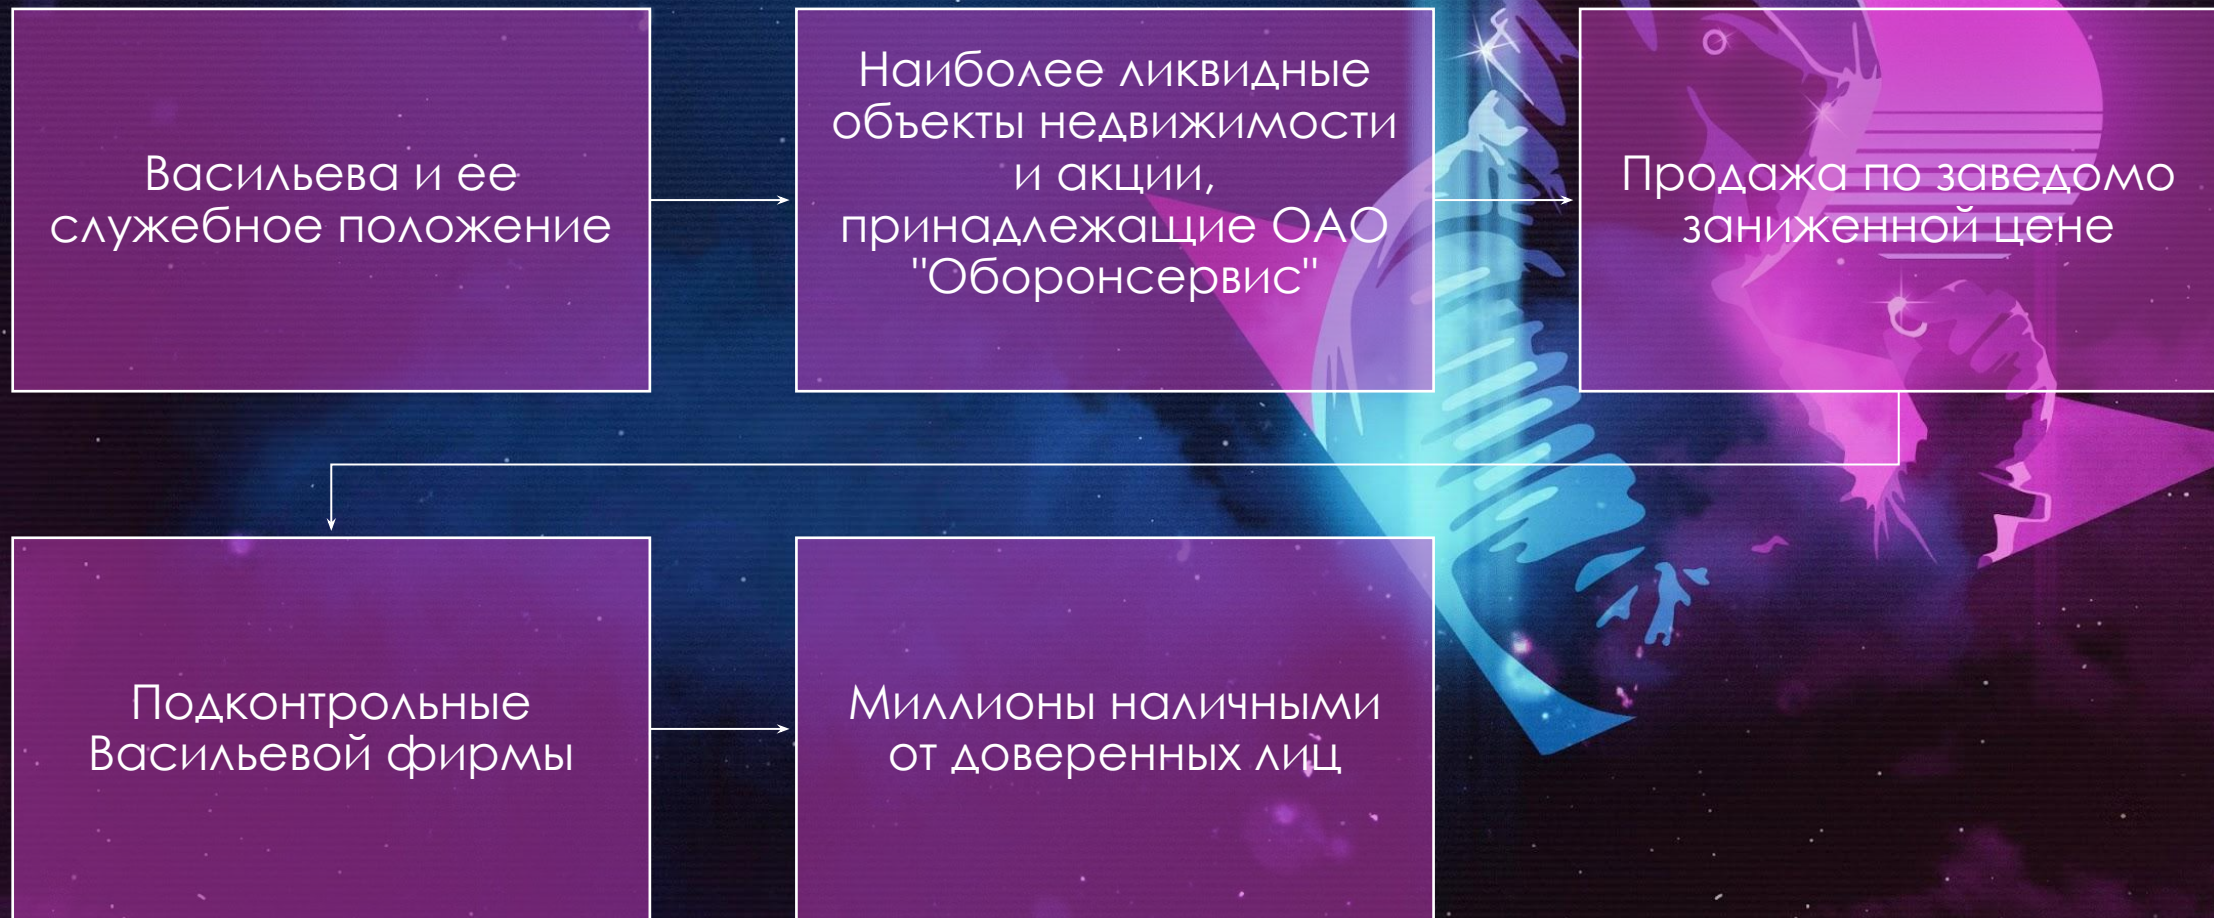 Васильева и ее
служебное положение
Наиболее ликвидные
объекты недвижимости
и акции,
принадлежащие ОАО
"Оборонсервис"
Продажа по заведомо
заниженной цене
Подконтрольные
Васильевой фирмы
Миллионы наличными
от доверенных лиц